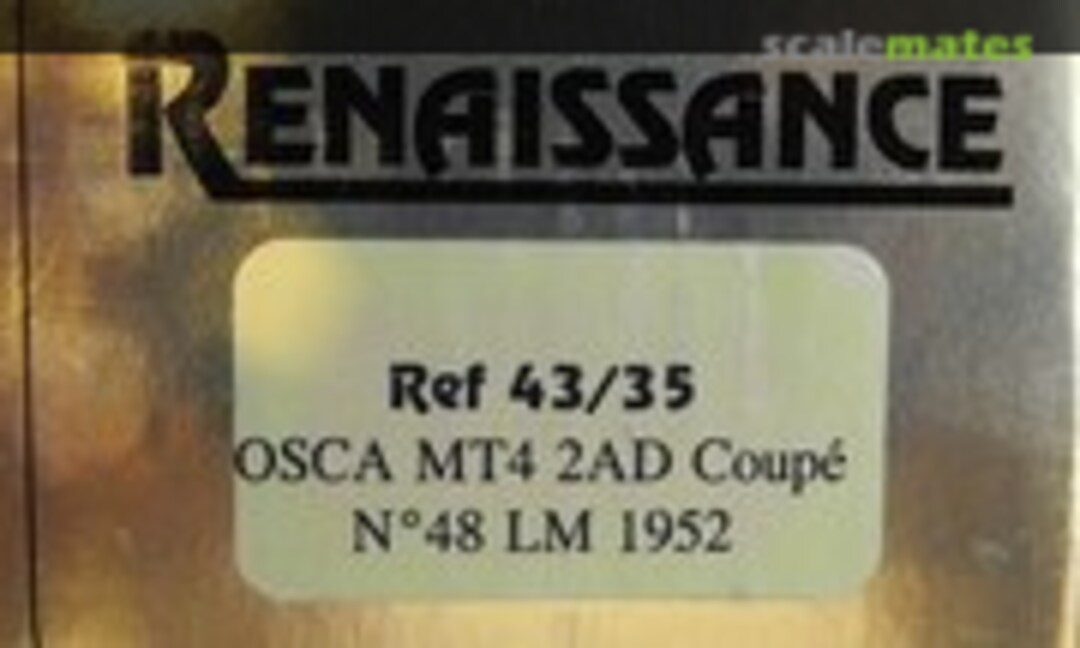 scalemates
RENAISSANCE
Ref 43/35
OSCA MT4 2AD Coupé
N°48 LM 1952